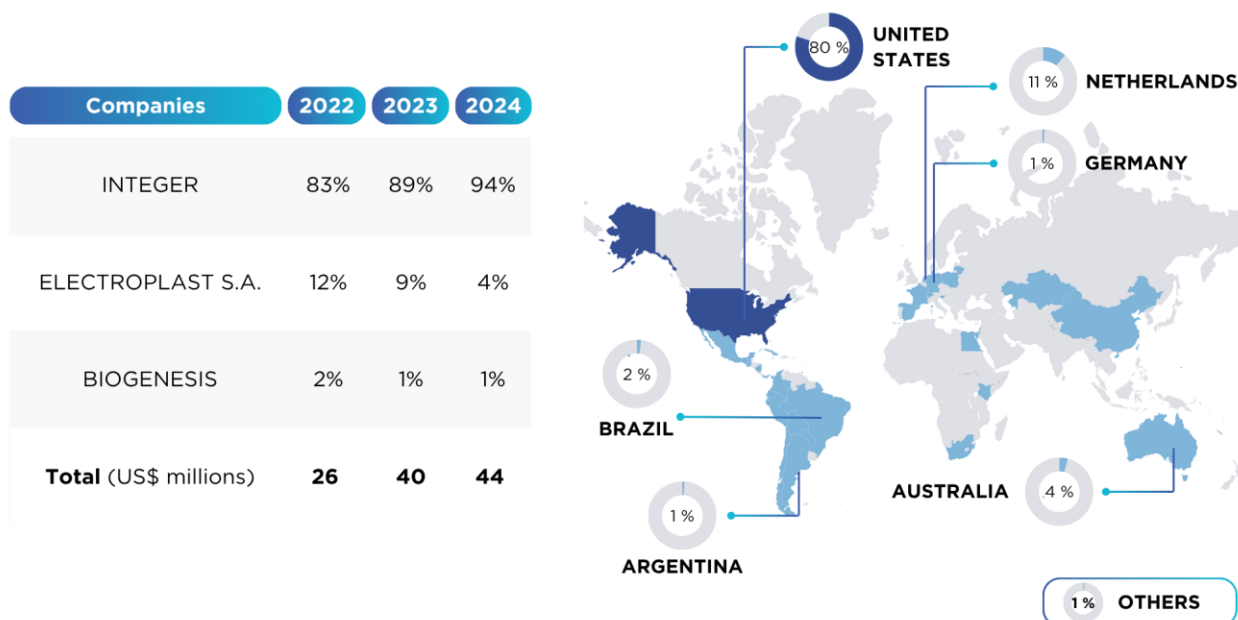 Companies 2022 2023 2024
INTEGER 83% 89% 94%
ELECTROPLAST S.A. 12% 9% 4%
BIOGENESIS 2% 1% 1%
Total (US$ millions) 26 40 44
80 %
UNITED
STATES
11 %
NETHERLANDS
1 %
GERMANY
2 %
BRAZIL
1 %
ARGENTINA
AUSTRALIA
4 %
1 % OTHERS